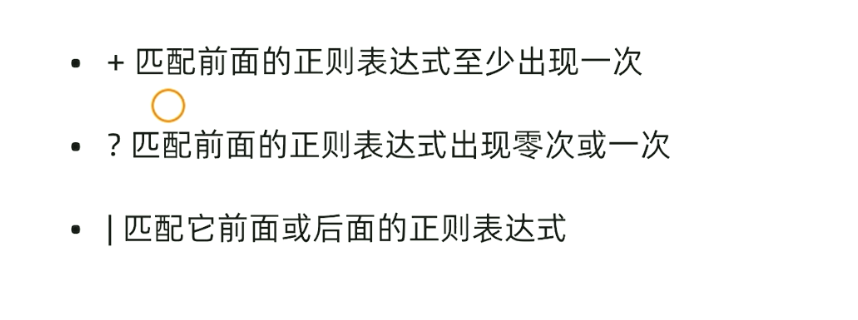 • + 匹配前面的正则表达式至少出现一次
• ? 匹配前面的正则表达式出现零次或一次
• | 匹配它前面或后面的正则表达式